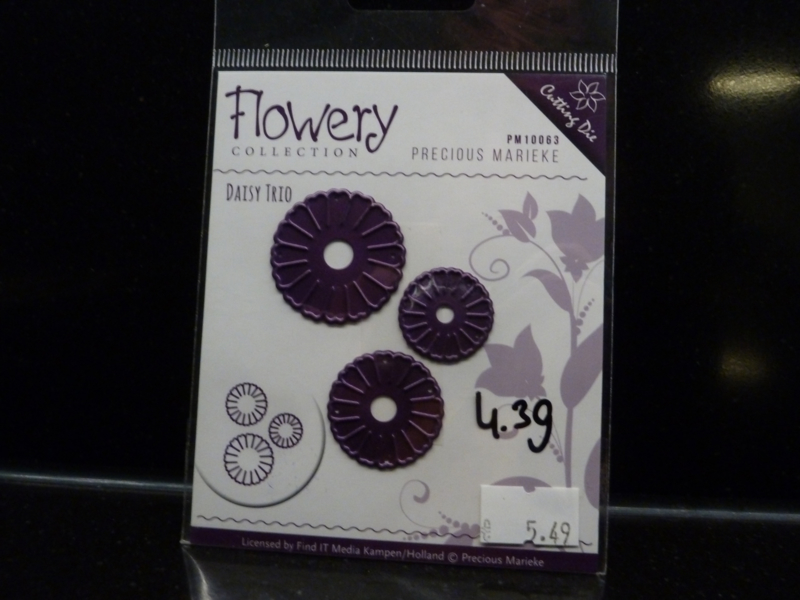 Flowery
COLLECTION
Cutting Die
PM10063
PRECIOUS MARIEKE
DAISY TRIO
4.39
5.49
Licensed by Find IT Media Kampen/Holland © Precious Marieke